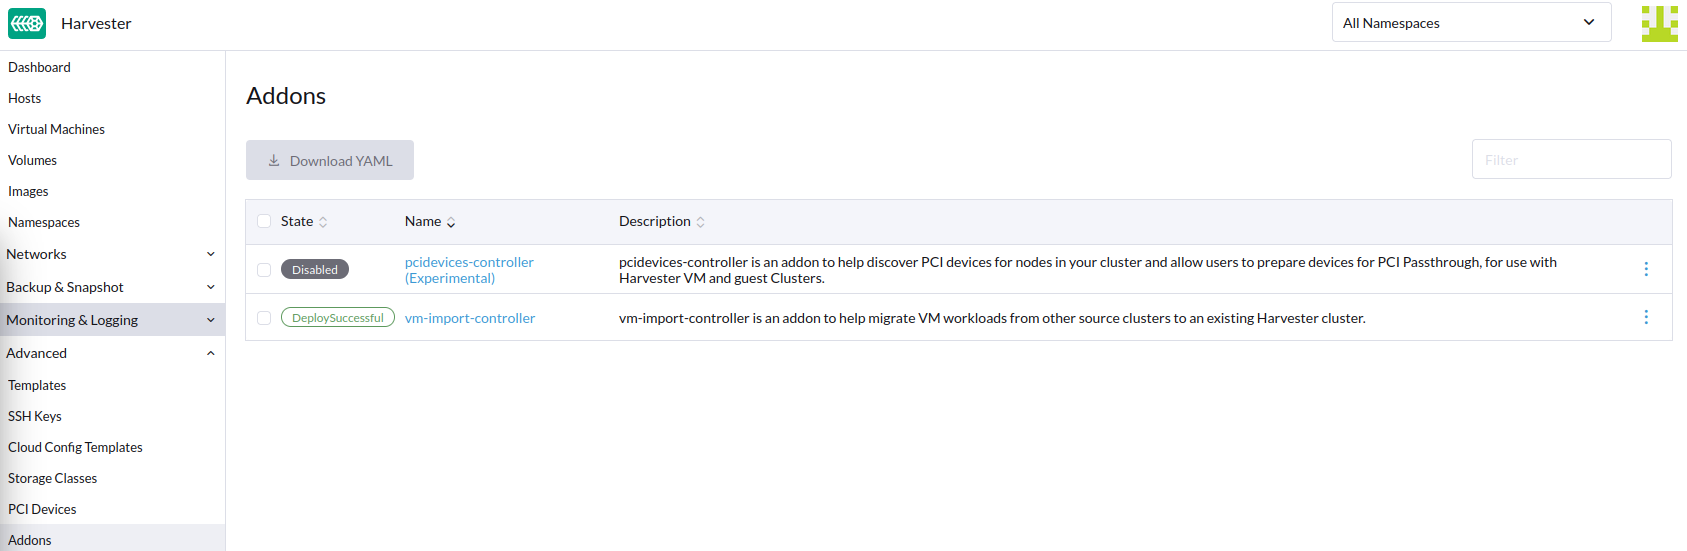 Harvester
All Namespaces
Dashboard
Hosts
Virtual Machines
Volumes
Images
Namespaces
Networks
Backup & Snapshot
Monitoring & Logging
Advanced
Templates
SSH Keys
Cloud Config Templates
Storage Classes
PCI Devices
Addons
Addons
Download YAML
Filter
State Name Description
Disabled
pcidevices-controller
(Experimental)
pcidevices-controller is an addon to help discover PCI devices for nodes in your cluster and allow users to prepare devices for PCI Passthrough, for use with
Harvester VM and guest Clusters.
DeploySuccessful
vm-import-controller
vm-import-controller is an addon to help migrate VM workloads from other source clusters to an existing Harvester cluster.